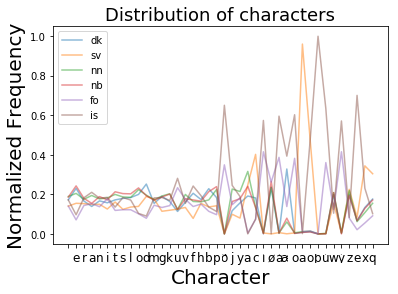 Distribution of characters
Normalized Frequency
1.0
0.8
0.6
0.4
0.2
0.0
dk
sv
nn
nb
fo
is
e r a n i t s l o d m g k u v f h b p o j y a c ı ø a
u w y z e x q
Character